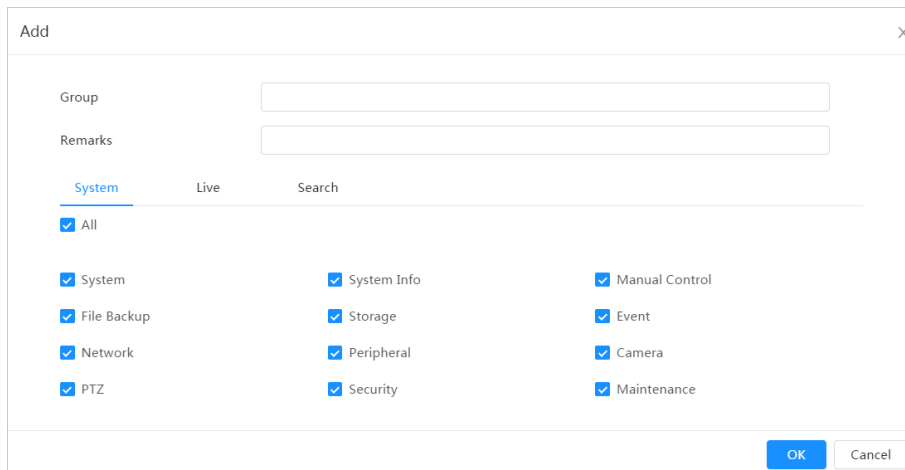 Add
Group
Remarks
System Live Search
All
System System Info Manual Control
File Backup Storage Event
Network Peripheral Camera
PTZ Security Maintenance
OK Cancel